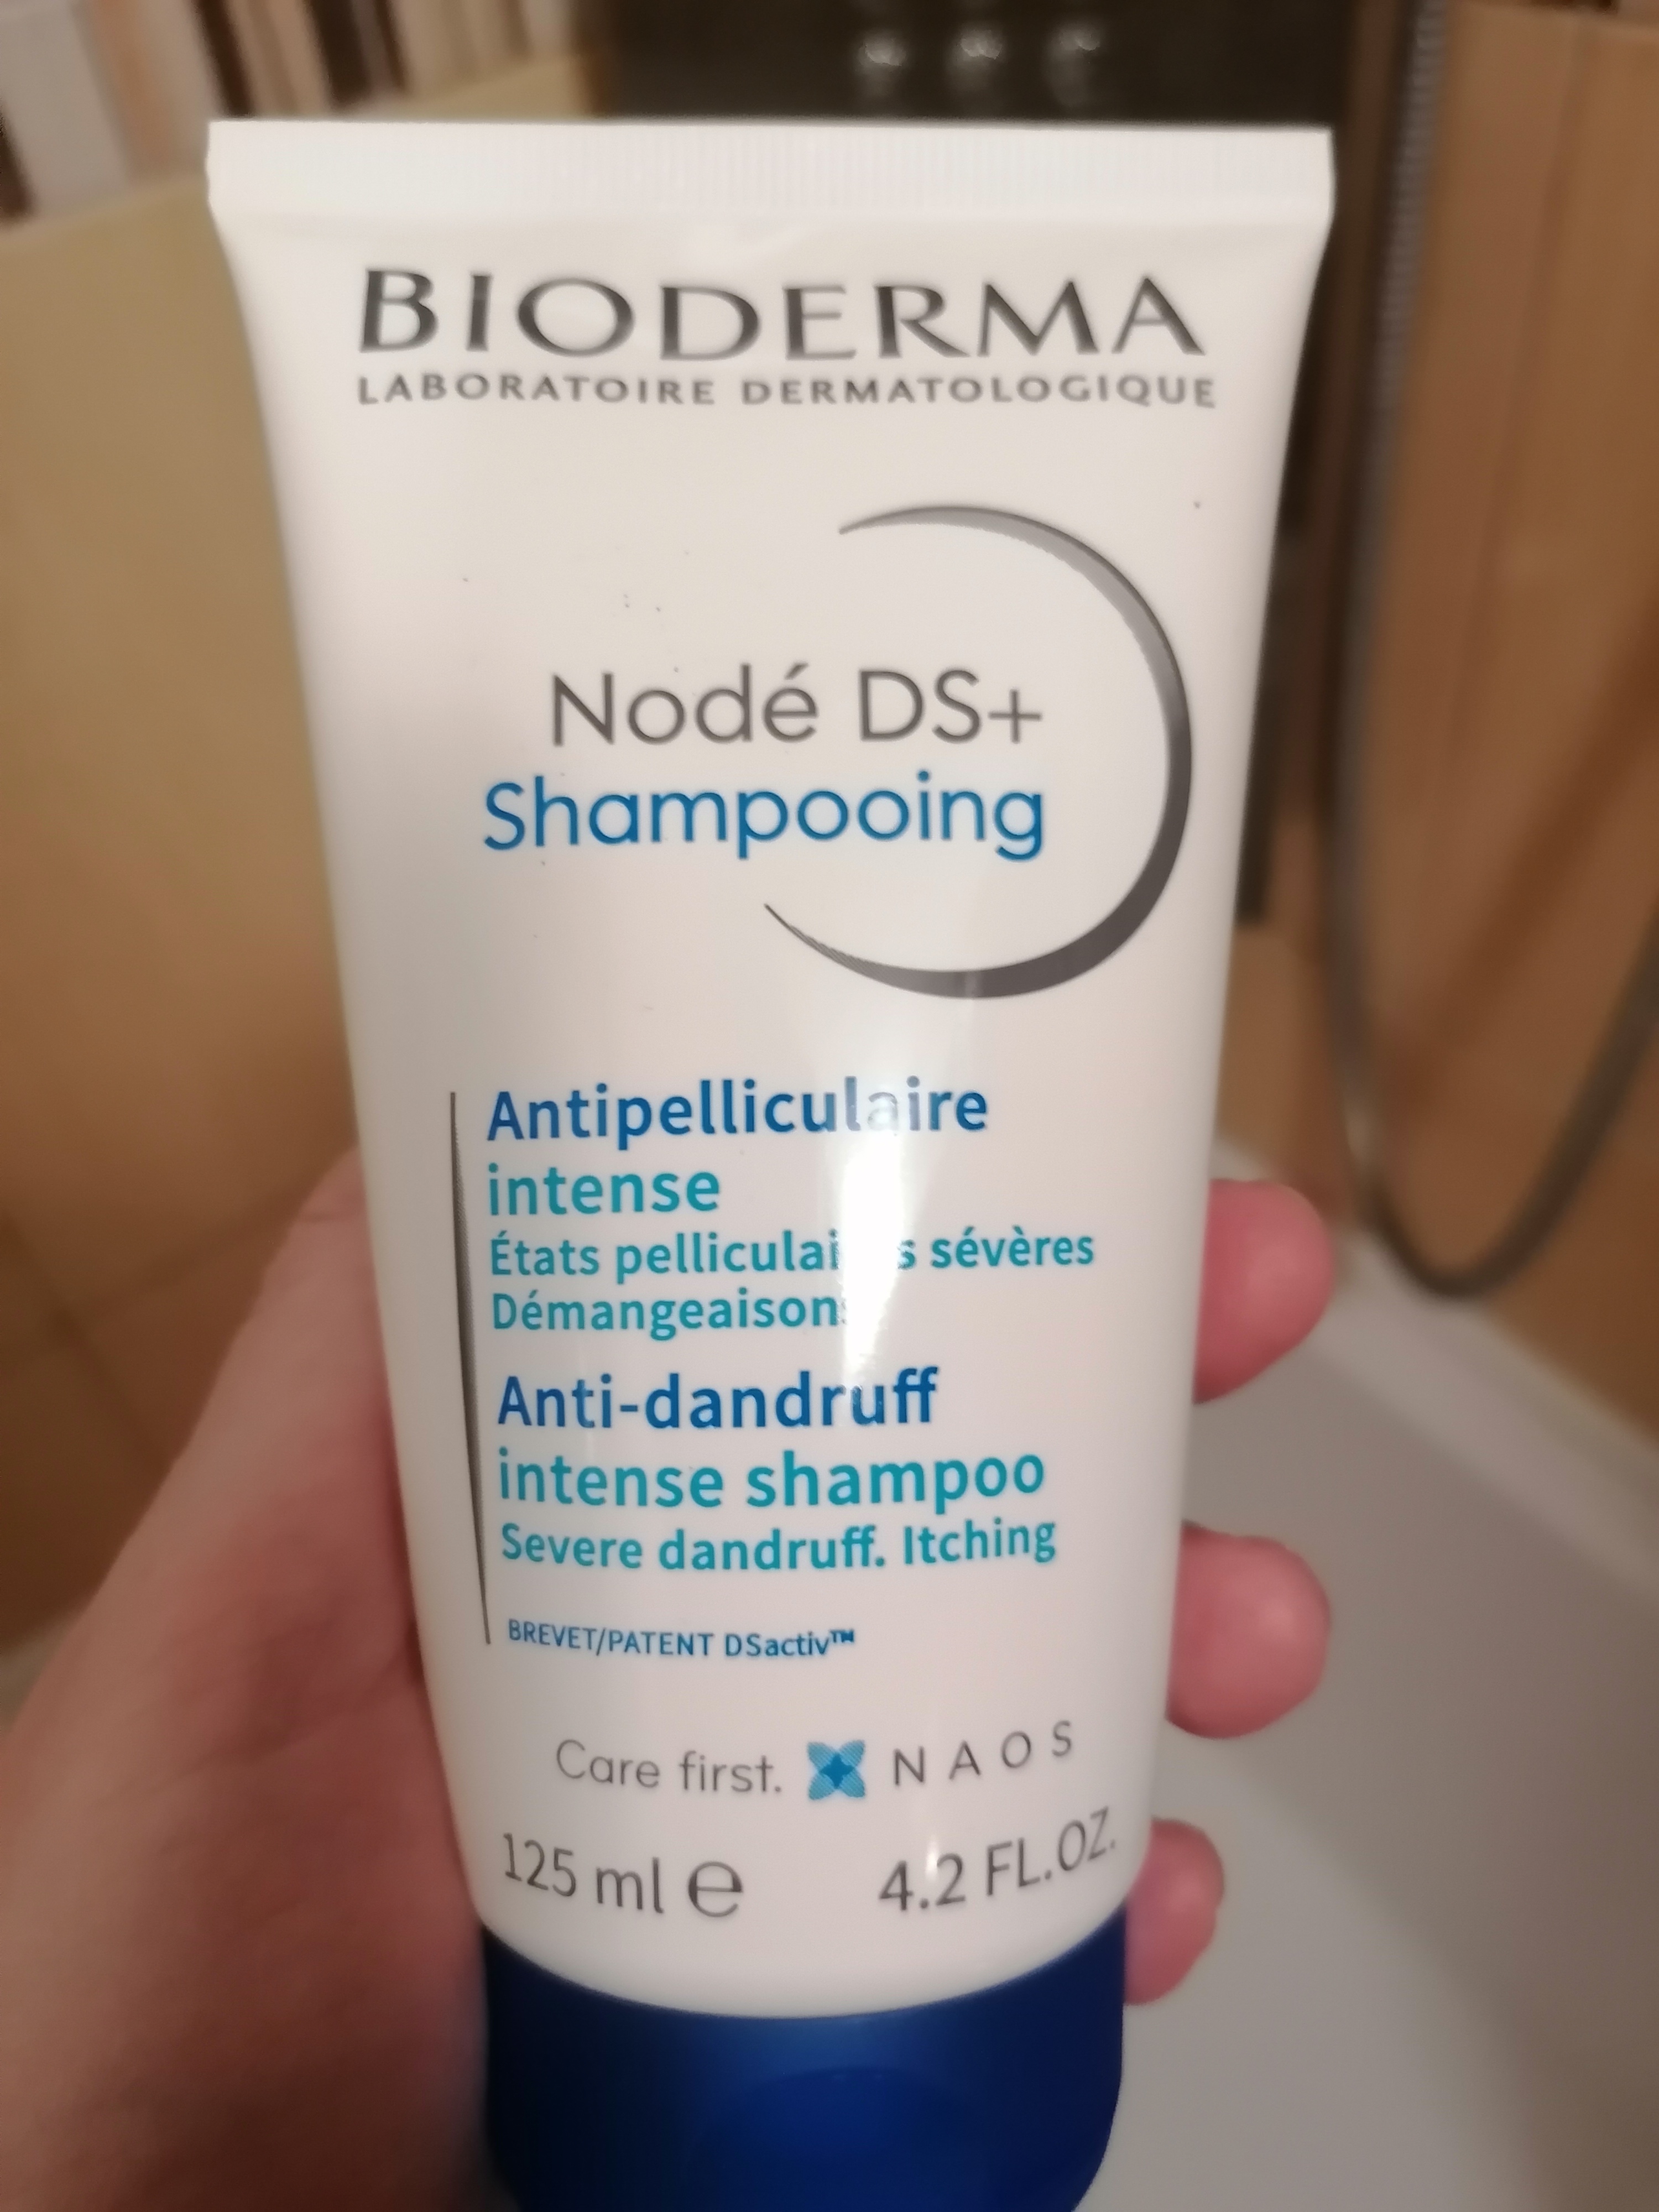 BIODERMA
LABORATOIRE DERMATOLOGIQUE
Nodé DS+
Shampooing
Antipelliculaire
intense
États pelliculaires sévères
Démangeaisons
Anti-dandruff
intense shampoo
Severe dandruff. Itching
BREVET/PATENT DSactiv™
Care first. NAOS
125 ml ℮ 4.2 FL.OZ.